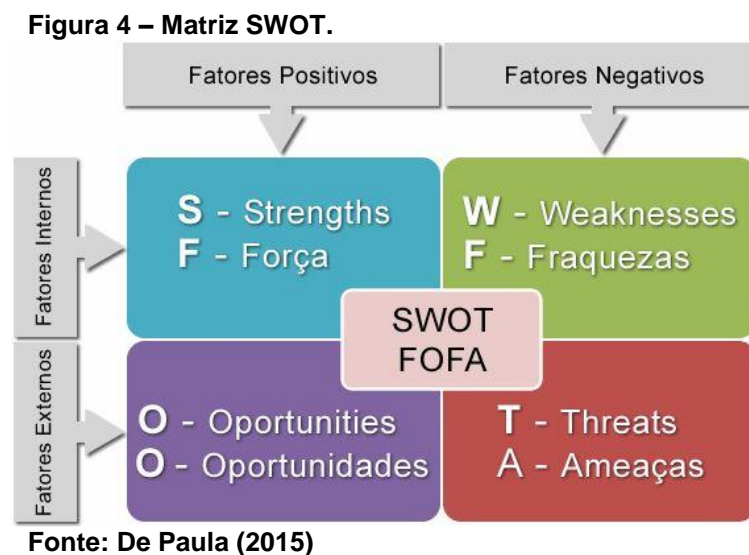 Figura 4 – Matriz SWOT.
Fatores Positivos
Fatores Negativos
Fatores Internos
S - Strengths
F - Força
W - Weaknesses
F - Fraquezas
SWOT
FOFA
Fatores Externos
O - Oportunities
O - Oportunidades
T - Threats
A - Ameaças
Fonte: De Paula (2015)